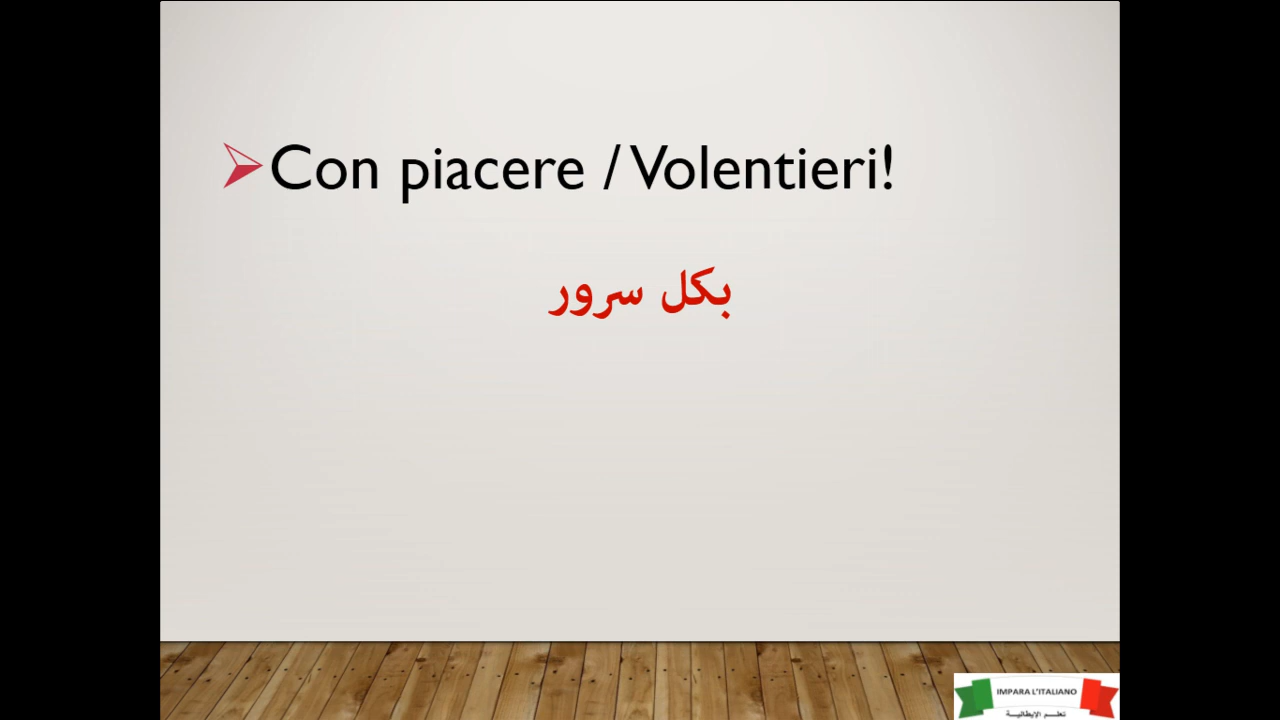 Con piacere / Volentieri!
بكل سرور
IMPARA L'ITALIANO
تعلم الإيطالية